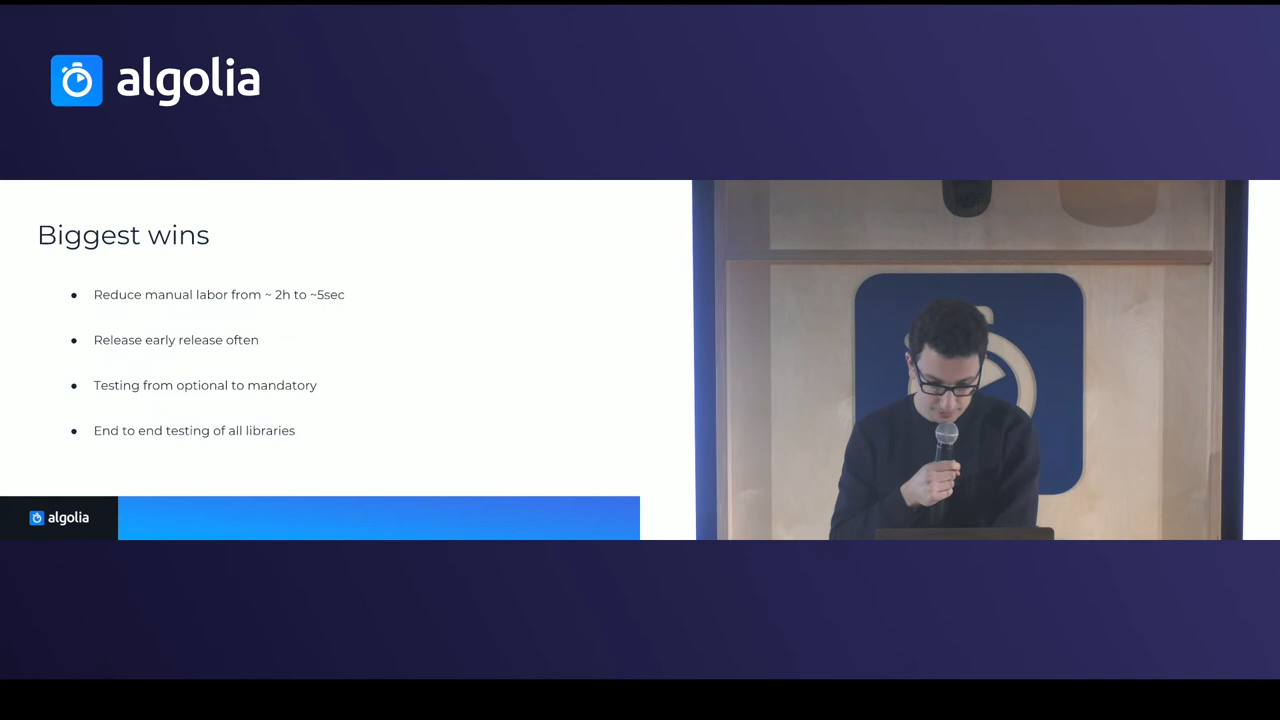 algolia
Biggest wins
● Reduce manual labor from ~ 2h to ~5sec
● Release early release often
● Testing from optional to mandatory
● End to end testing of all libraries
algolia